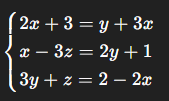 2x + 3 = y + 3x
x − 3z = 2y + 1
3y + z = 2 − 2x